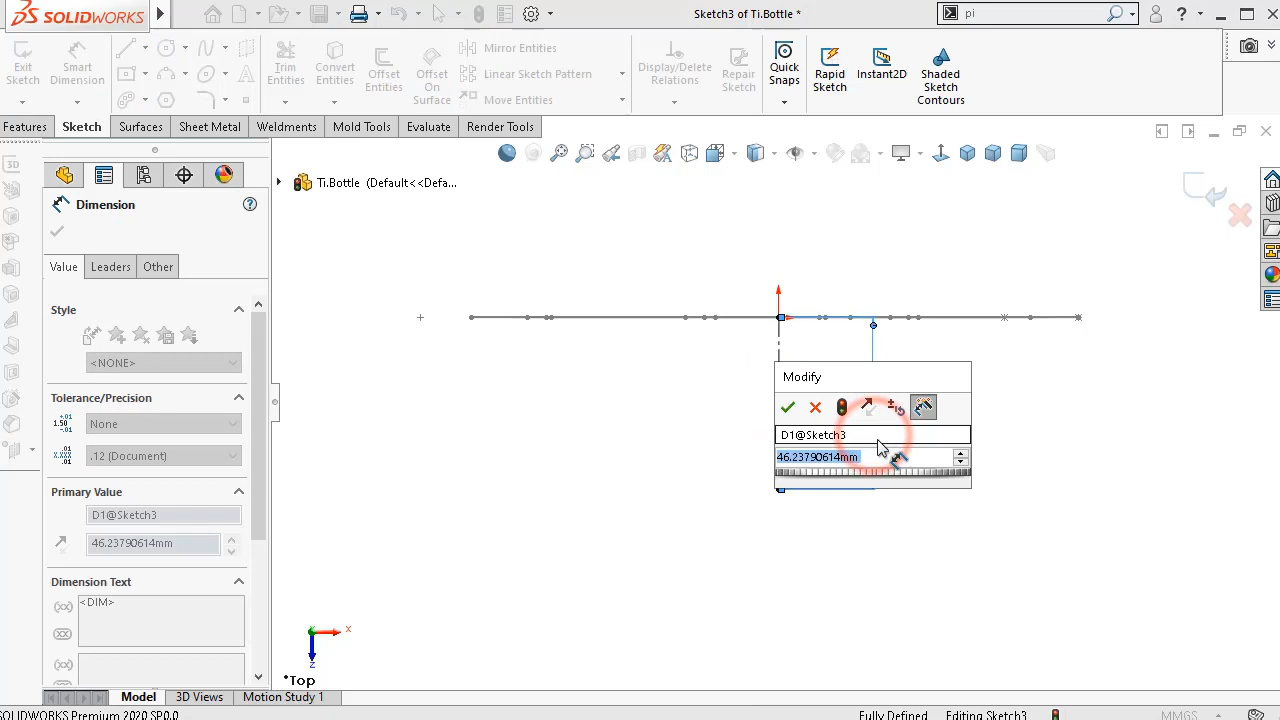 SOLIDWORKS
Sketch3 of Ti.Bottle *
pi
?
Exit Sketch
Smart Dimension
Trim Entities
Convert Entities
Offset Entities
Offset On Surface
Mirror Entities
Linear Sketch Pattern
Move Entities
Display/Delete Relations
Repair Sketch
Quick Snaps
Rapid Sketch
Instant2D
Shaded Sketch Contours
Features
Sketch
Surfaces
Sheet Metal
Weldments
Mold Tools
Evaluate
Render Tools
Ti.Bottle (Default<<Defa...
Dimension
Value
Leaders
Other
Style
<NONE>
Tolerance/Precision
None
.12 (Document)
Primary Value
D1@Sketch3
46.23790614mm
Dimension Text
<DIM>
Modify
D1@Sketch3
46.23790614mm
x
z
*Top
Model
3D Views
Motion Study 1
SOLIDWORKS Premium 2020 SP0.0
Fully Defined
Editing Sketch3
MMGS